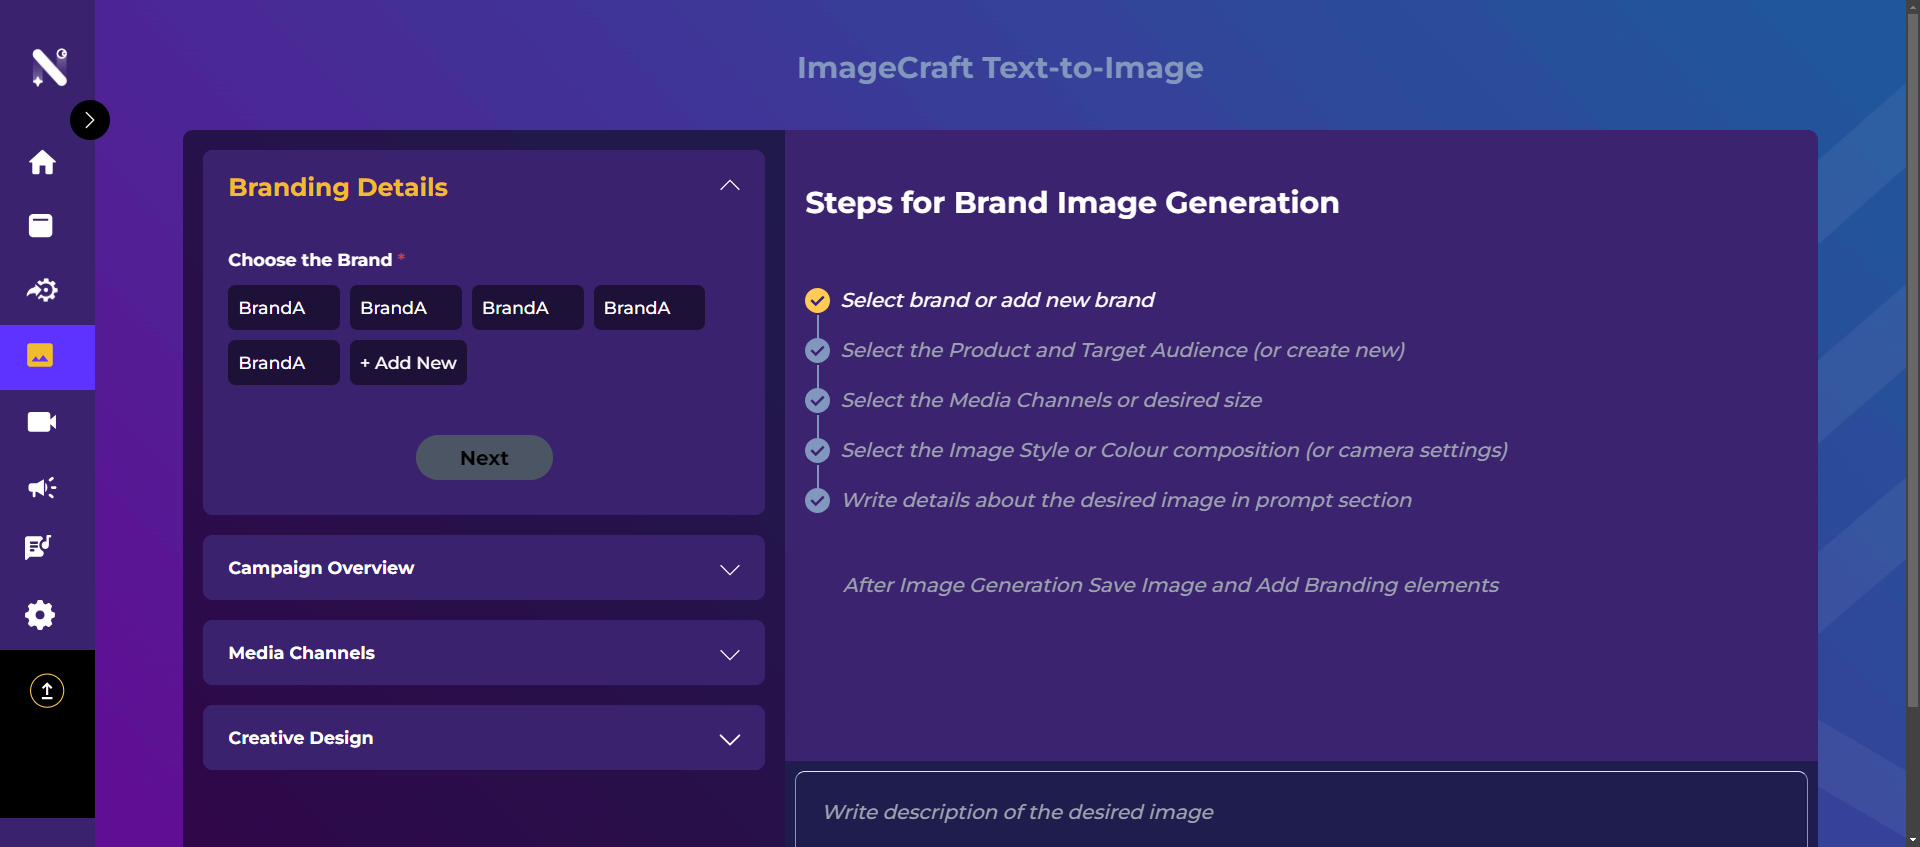 ImageCraft Text-to-Image
Branding Details
Choose the Brand *
BrandA BrandA BrandA BrandA
BrandA + Add New
Next
Campaign Overview
Media Channels
Creative Design
Steps for Brand Image Generation
Select brand or add new brand
Select the Product and Target Audience (or create new)
Select the Media Channels or desired size
Select the Image Style or Colour composition (or camera settings)
Write details about the desired image in prompt section
After Image Generation Save Image and Add Branding elements
Write description of the desired image